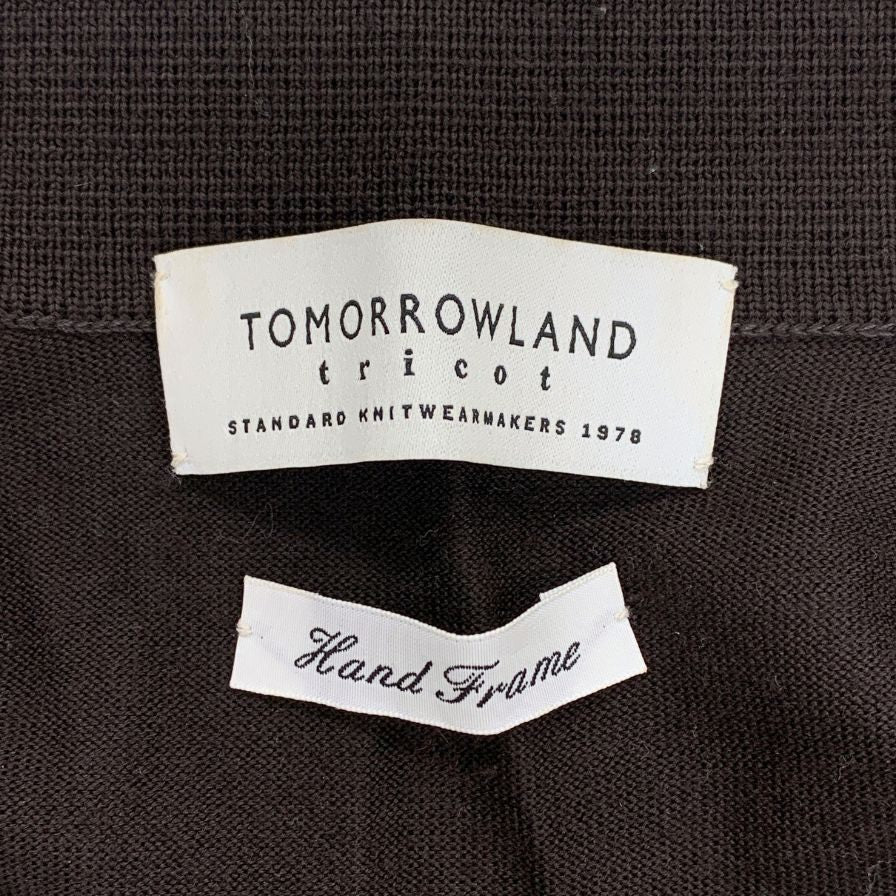 TOMORROWLAND
tricot
STANDARD KNITWEARMAKERS 1978
Hand Frame